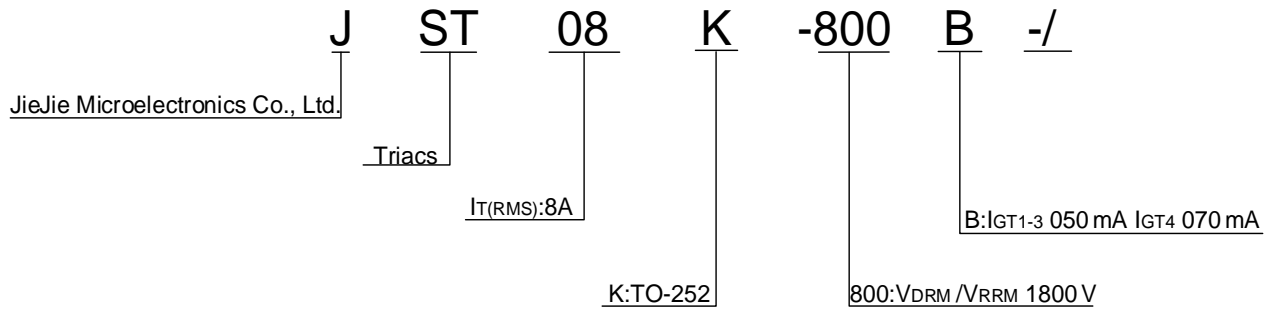 J ST 08 K -800 B -/
JieJie Microelectronics Co., Ltd.
Triacs
IT(RMS):8A
B:IGT1-3 050 mA IGT4 070 mA
K:TO-252
800:VDRM /VRRM 1800 V